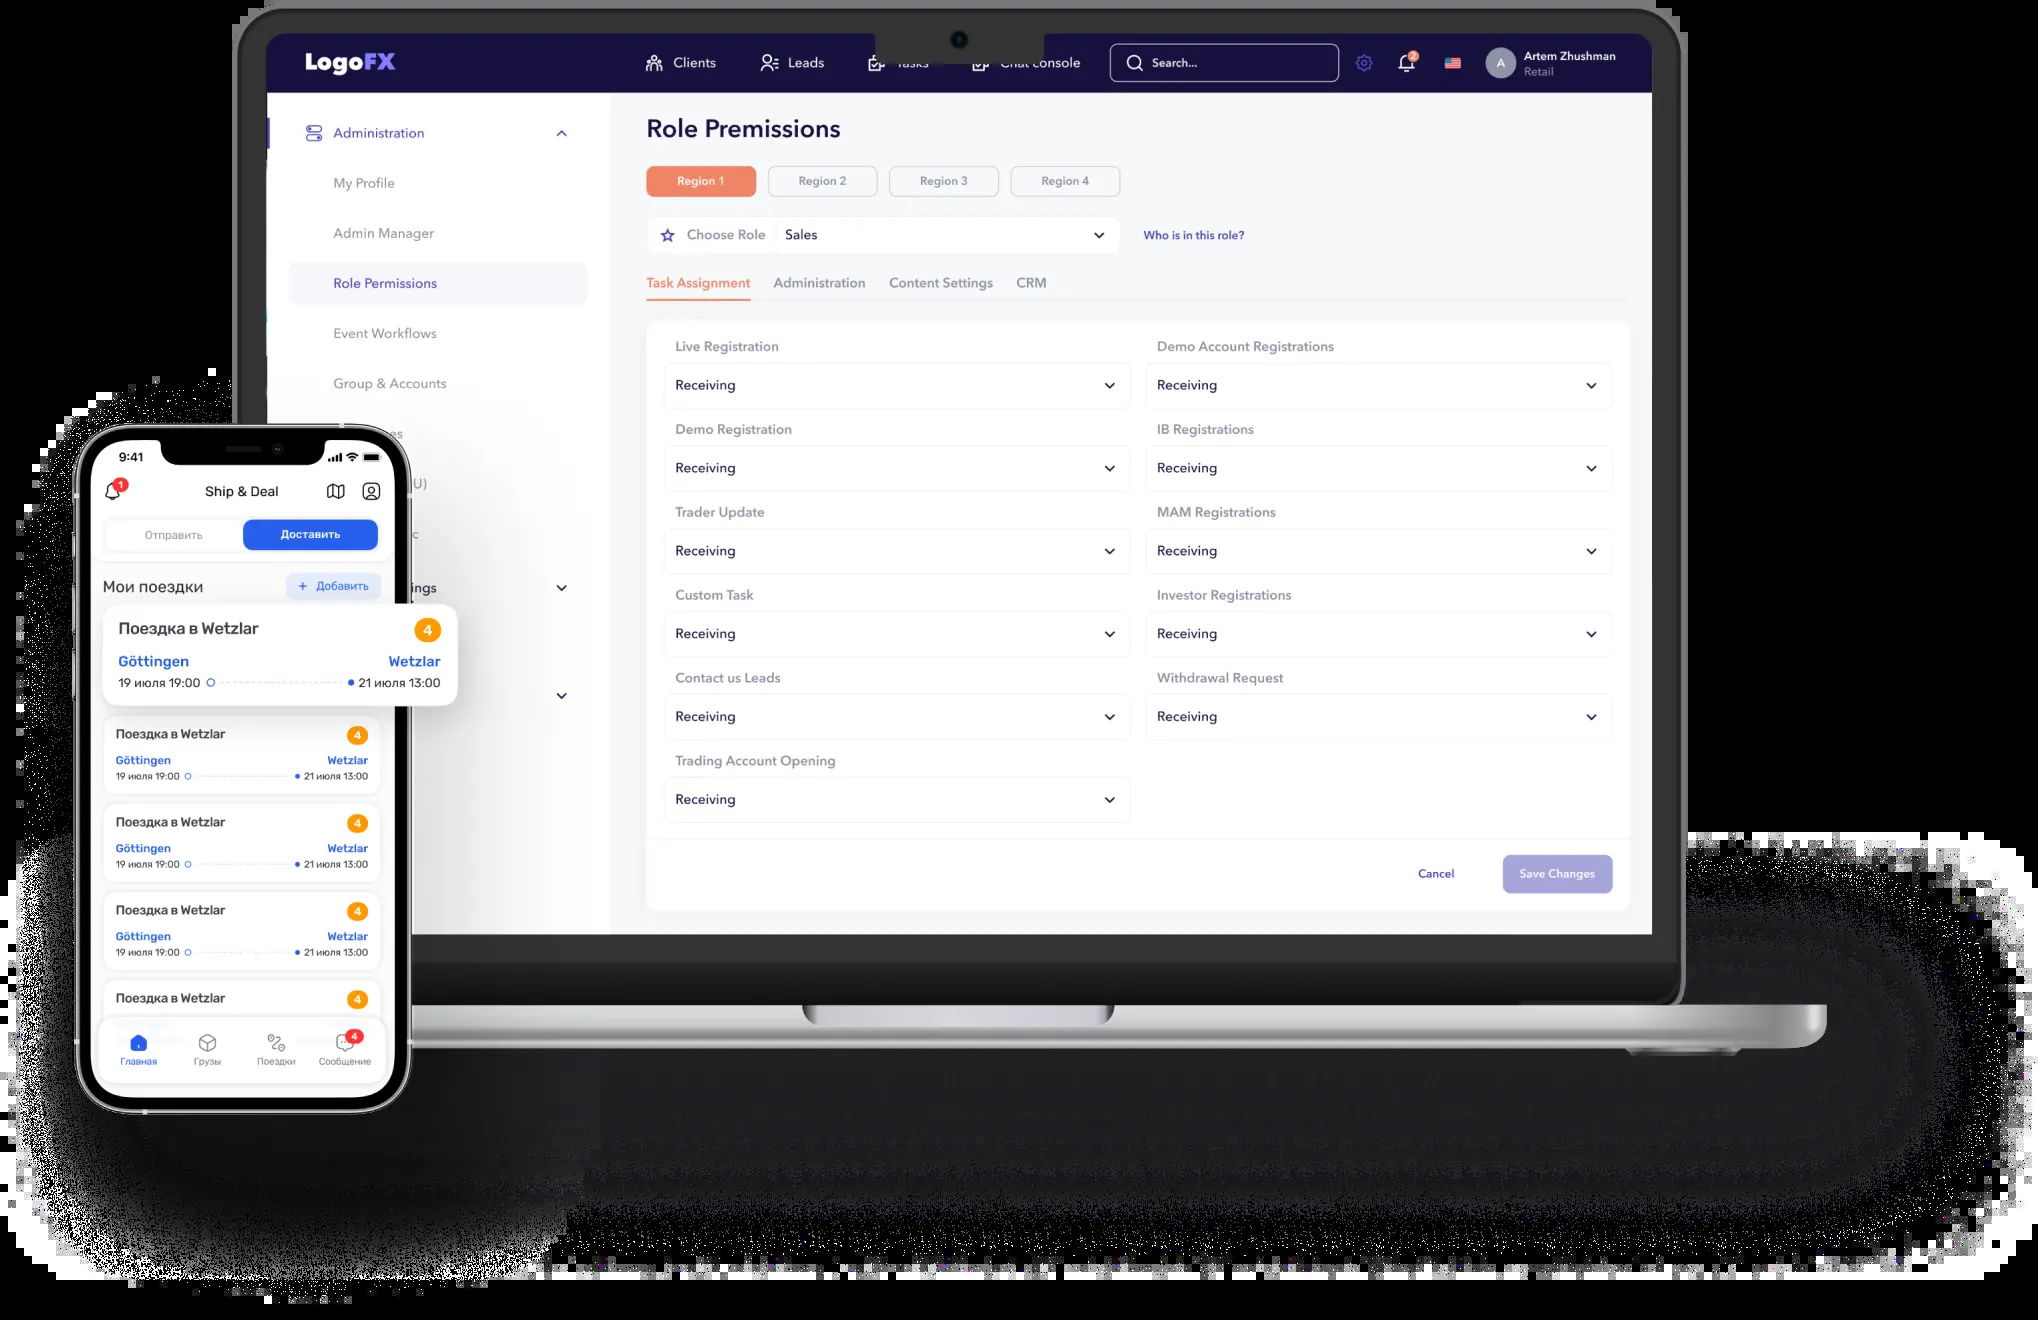 LogoFX
Clients
Leads
Tasks
Chat console
Search...
2
A
Artem Zhushman
Retail
Administration
My Profile
Admin Manager
Role Permissions
Event Workflows
Group & Accounts
es
U)
c
ings
Role Premissions
Region 1
Region 2
Region 3
Region 4
Choose Role
Sales
Who is in this role?
Task Assignment
Administration
Content Settings
CRM
Live Registration
Receiving
Demo Account Registrations
Receiving
Demo Registration
Receiving
IB Registrations
Receiving
Trader Update
Receiving
MAM Registrations
Receiving
Custom Task
Receiving
Investor Registrations
Receiving
Contact us Leads
Receiving
Withdrawal Request
Receiving
Trading Account Opening
Receiving
Cancel
Save Changes
9:41
1
Ship & Deal
Отправить
Доставить
Мои поездки
+ Добавить
Поездка в Wetzlar
4
Göttingen
Wetzlar
19 июля 19:00
21 июля 13:00
Поездка в Wetzlar
4
Göttingen
Wetzlar
19 июля 19:00
21 июля 13:00
Поездка в Wetzlar
4
Göttingen
Wetzlar
19 июля 19:00
21 июля 13:00
Поездка в Wetzlar
4
Göttingen
Wetzlar
19 июля 19:00
21 июля 13:00
Поездка в Wetzlar
4
Главная
Грузы
Поездки
4
Сообщение